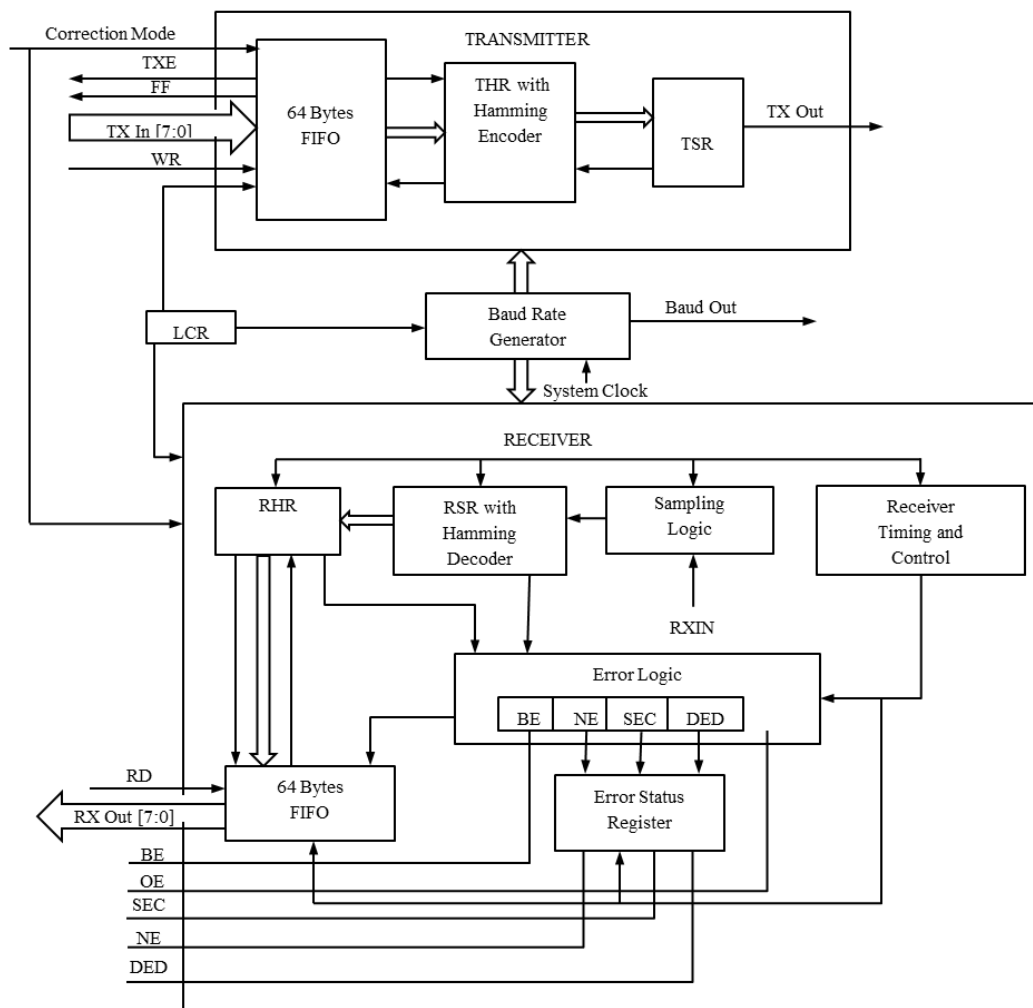 Correction Mode
TRANSMITTER
TXE
FF
TX In [7:0]
WR
64 Bytes
FIFO
THR with
Hamming
Encoder
TSR
TX Out
LCR
Baud Rate
Generator
Baud Out
System Clock
RECEIVER
RHR
RSR with
Hamming
Decoder
Sampling
Logic
Receiver
Timing and
Control
RXIN
Error Logic
BE
NE
SEC
DED
RD
RX Out [7:0]
64 Bytes
FIFO
Error Status
Register
BE
OE
SEC
NE
DED